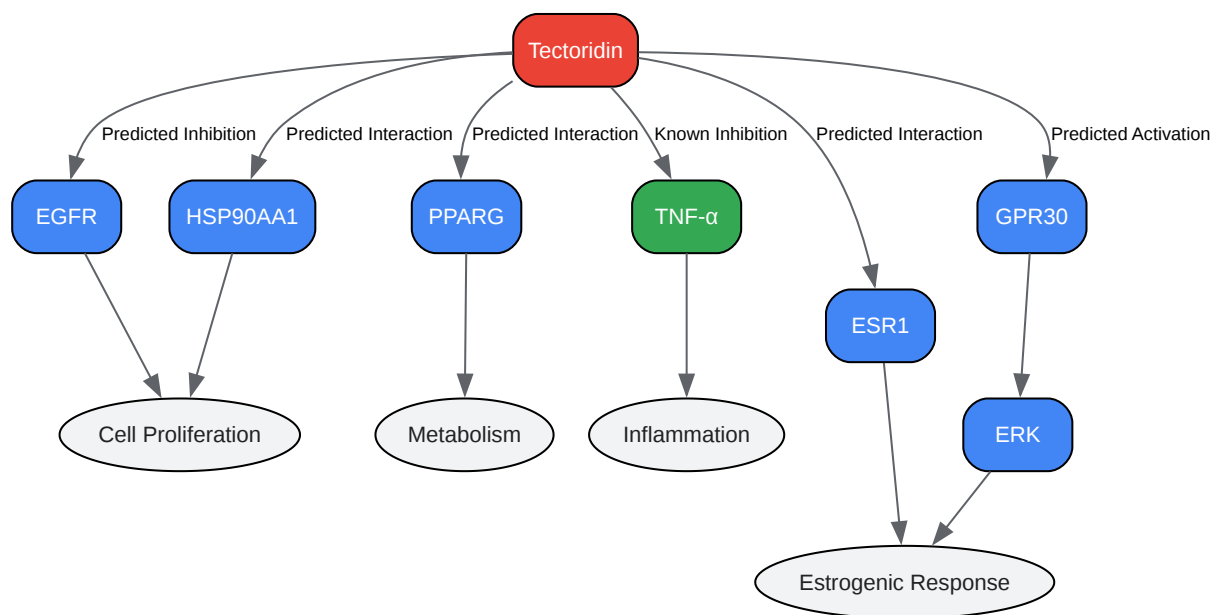 Tectoridin
Predicted Inhibition
Predicted Interaction
Predicted Interaction
Known Inhibition
Predicted Interaction
Predicted Activation
EGFR
HSP90AA1
PPARG
TNF-α
GPR30
ESR1
Cell Proliferation
Metabolism
Inflammation
ERK
Estrogenic Response